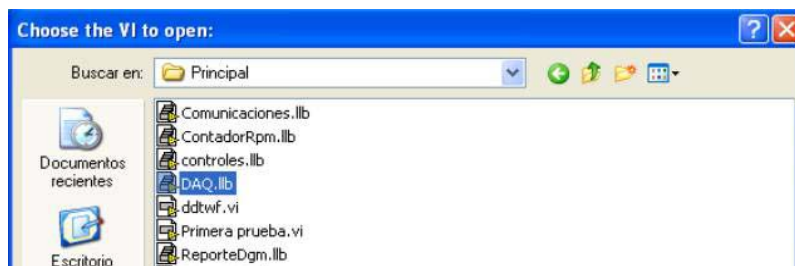 Choose the VI to open:
Buscar en: Principal
Comunicaciones.llb
ContadorRpm.llb
controles.llb
DAQ.llb
ddtwf.vi
Primera prueba.vi
ReporteDgm.llb
Documentos
recientes
Escritorio